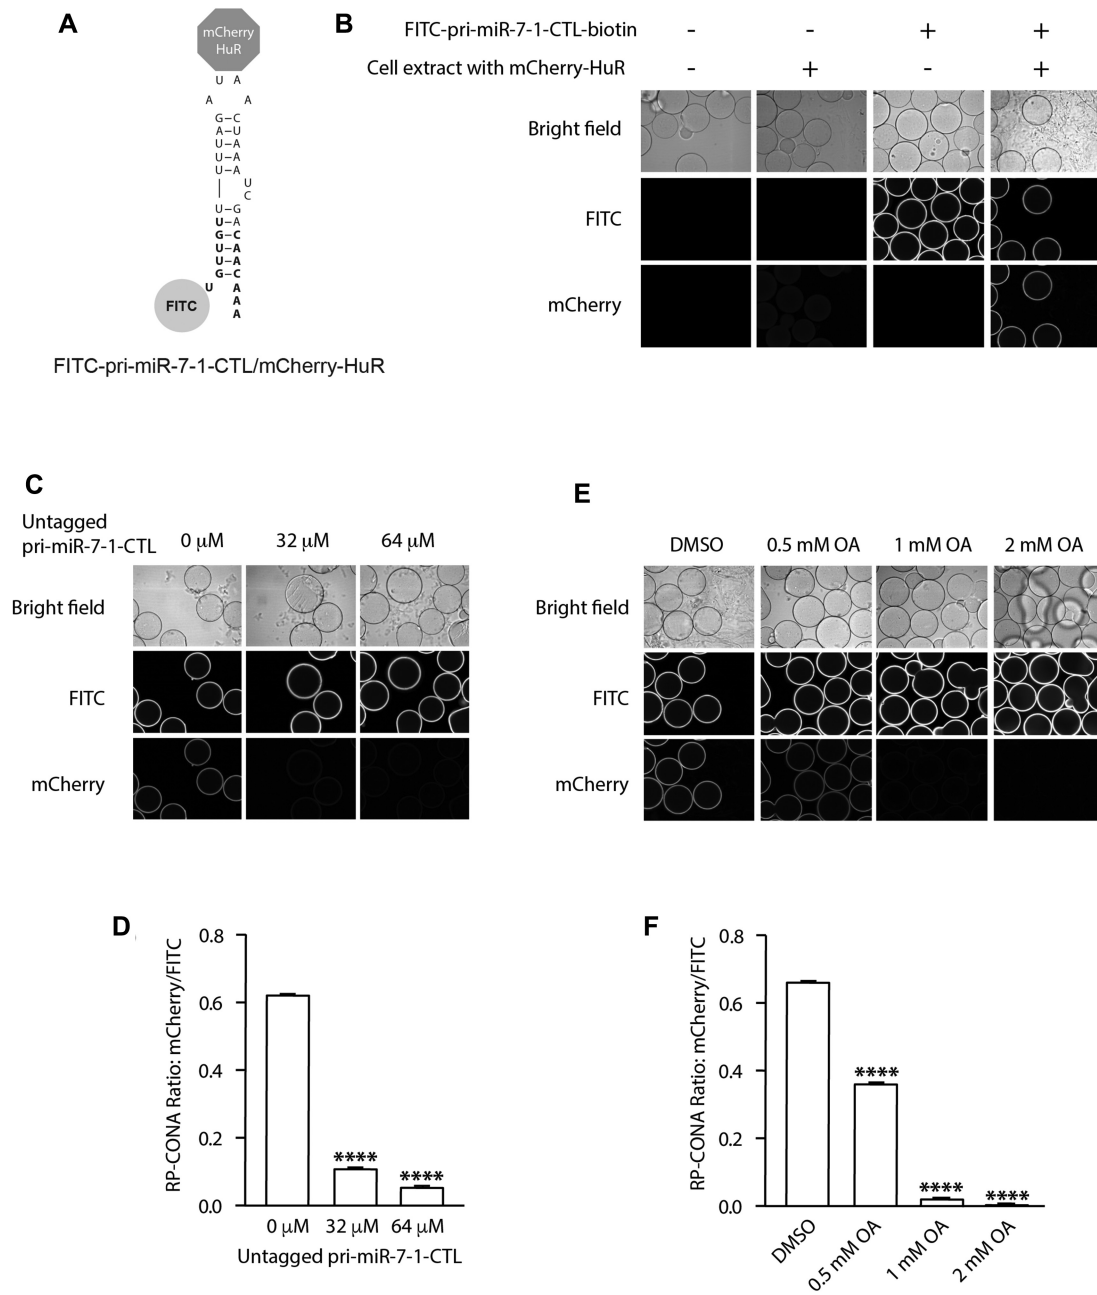 A
mCherry
HuR
U A
A A
G–C
A–U
U–A
U–A
U–A
U
C
U–G
U–A
G–C
U–A
U–A
G–C
U A
A
A
FITC
FITC-pri-miR-7-1-CTL/mCherry-HuR
B
FITC-pri-miR-7-1-CTL-biotin - - + +
Cell extract with mCherry-HuR - + - +
Bright field
FITC
mCherry
C
Untagged
pri-miR-7-1-CTL 0 μM 32 μM 64 μM
Bright field
FITC
mCherry
E
DMSO 0.5 mM OA 1 mM OA 2 mM OA
Bright field
FITC
mCherry
D
RP-CONA Ratio: mCherry/FITC
0.8
0.6
0.4
0.2
0.0
****
****
0 μM 32 μM 64 μM
Untagged pri-miR-7-1-CTL
F
RP-CONA Ratio: mCherry/FITC
0.8
0.6
0.4
0.2
0.0
****
****
****
DMSO
0.5 mM OA
1 mM OA
2 mM OA